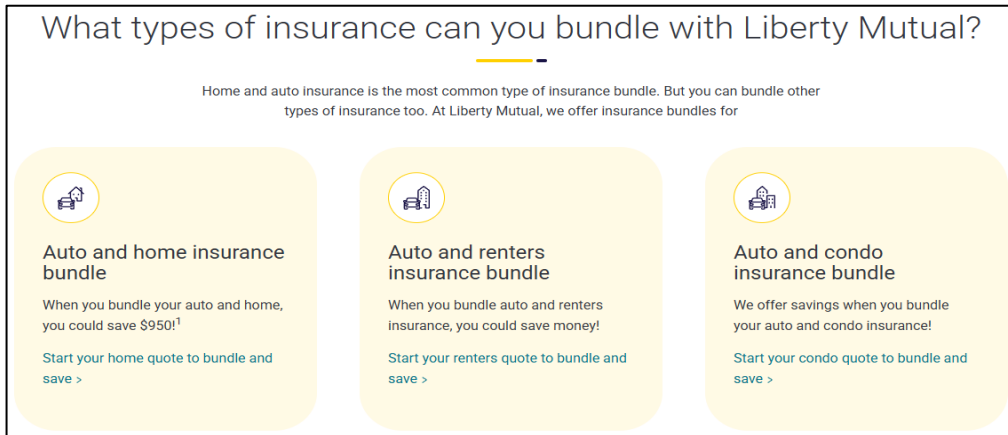 What types of insurance can you bundle with Liberty Mutual?
Home and auto insurance is the most common type of insurance bundle. But you can bundle other
types of insurance too. At Liberty Mutual, we offer insurance bundles for
Auto and home insurance
bundle
When you bundle your auto and home,
you could save $950!¹
Start your home quote to bundle and
save >
Auto and renters
insurance bundle
When you bundle auto and renters
insurance, you could save money!
Start your renters quote to bundle and
save >
Auto and condo
insurance bundle
We offer savings when you bundle
your auto and condo insurance!
Start your condo quote to bundle and
save >